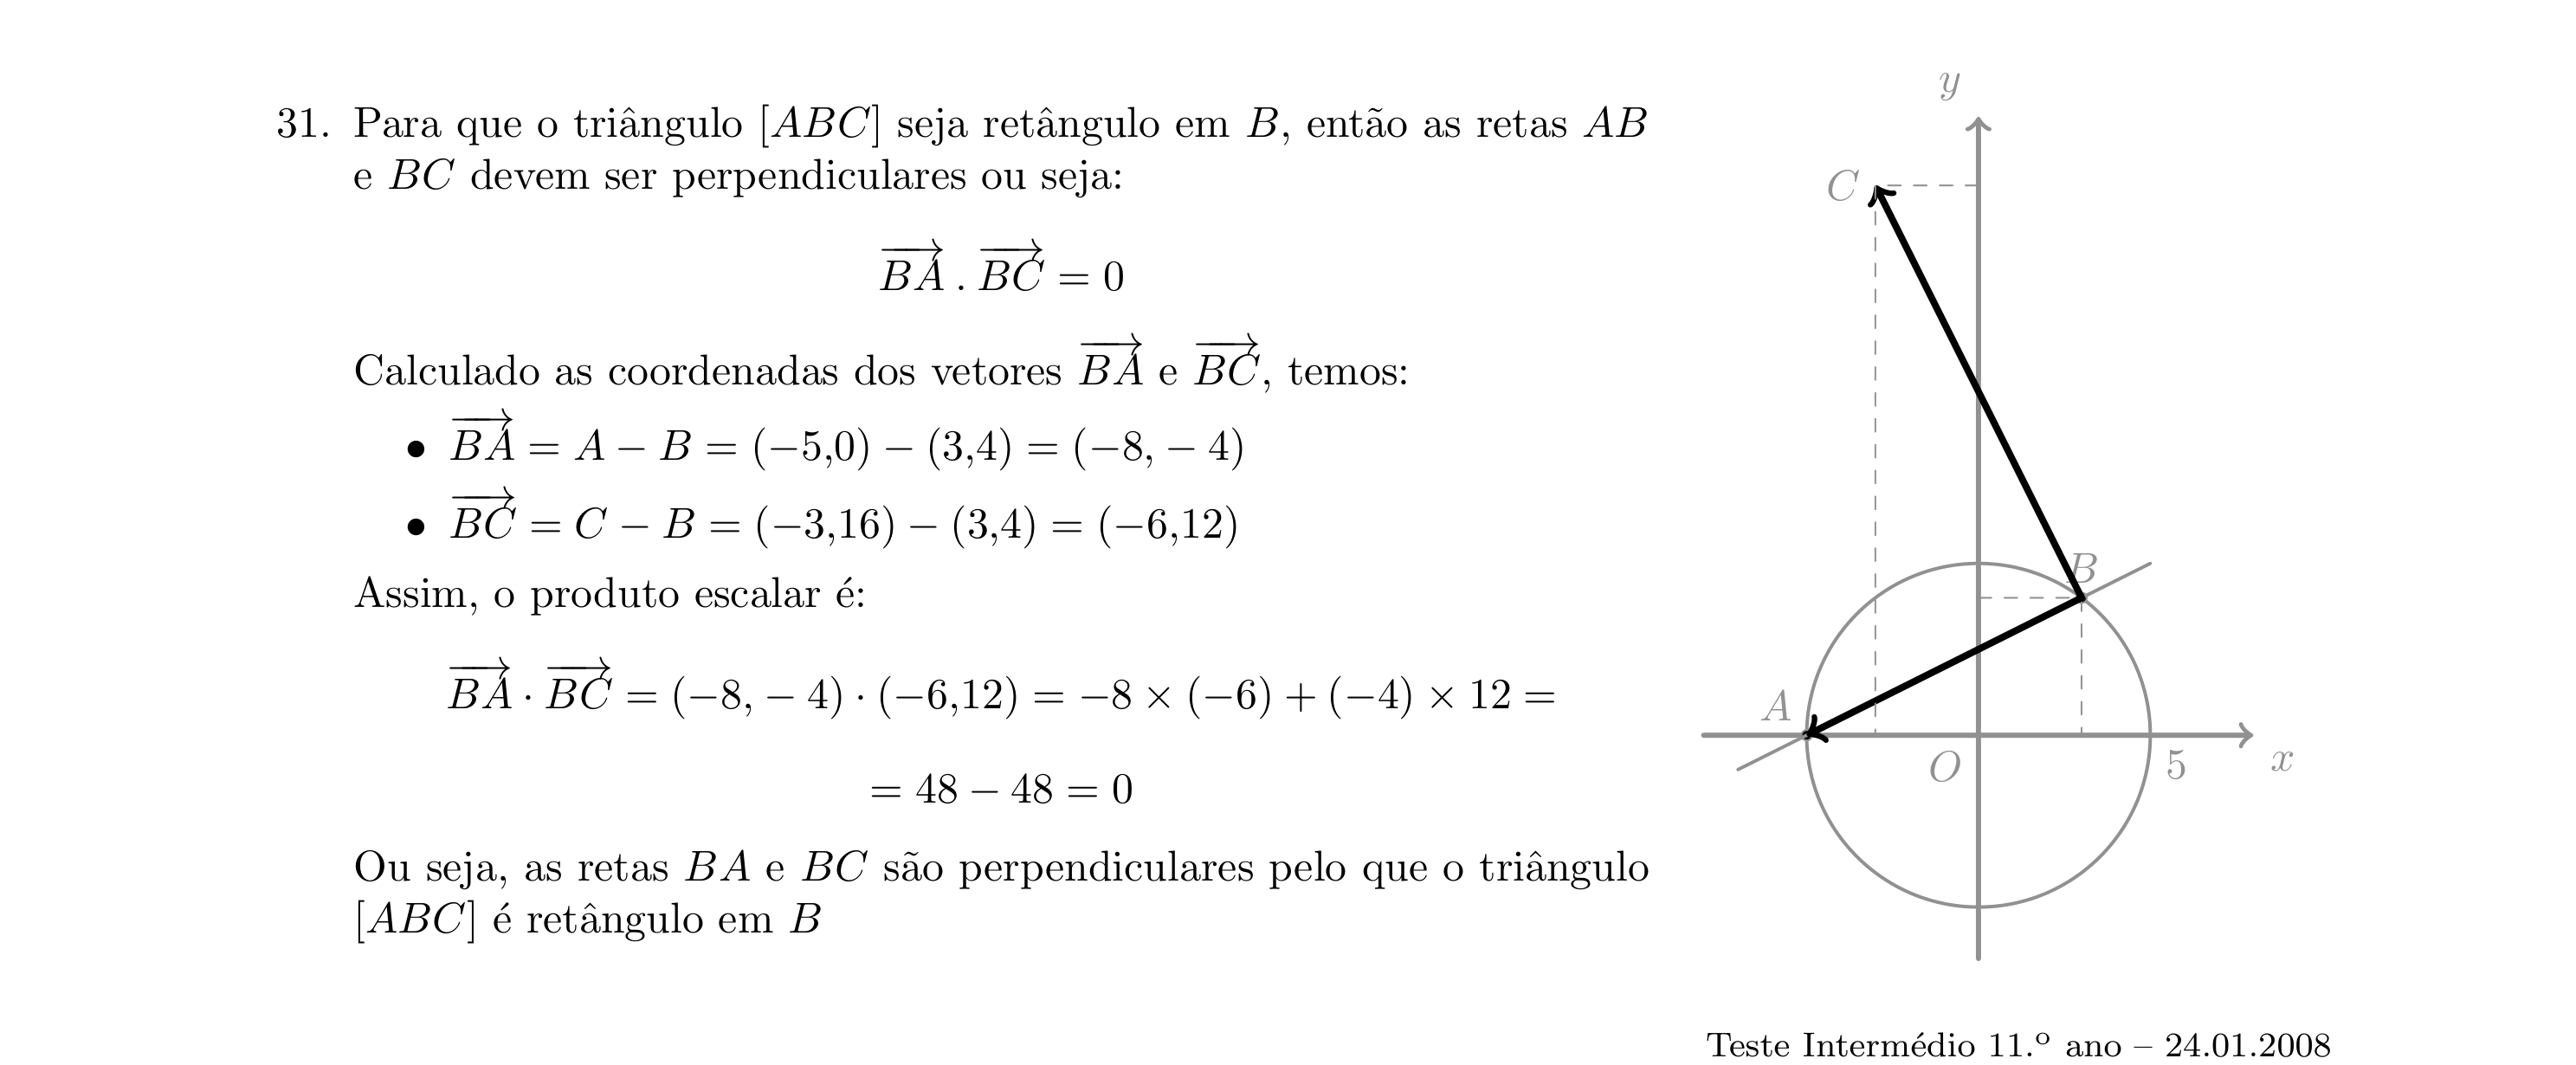 31. Para que o triângulo [ABC] seja retângulo em B, então as retas AB
e BC devem ser perpendiculares ou seja:
$\overrightarrow{BA} . \overrightarrow{BC} = 0$
Calculado as coordenadas dos vetores $\overrightarrow{BA}$ e $\overrightarrow{BC}$, temos:
• $\overrightarrow{BA} = A - B = (-5,0) - (3,4) = (-8, -4)$
• $\overrightarrow{BC} = C - B = (-3,16) - (3,4) = (-6,12)$
Assim, o produto escalar é:
$\overrightarrow{BA} \cdot \overrightarrow{BC} = (-8, -4) \cdot (-6,12) = -8 \times (-6) + (-4) \times 12 =$
$= 48 - 48 = 0$
Ou seja, as retas BA e BC são perpendiculares pelo que o triângulo
[ABC] é retângulo em B
y
C
B
A
O
5
x
Teste Intermédio 11.º ano – 24.01.2008